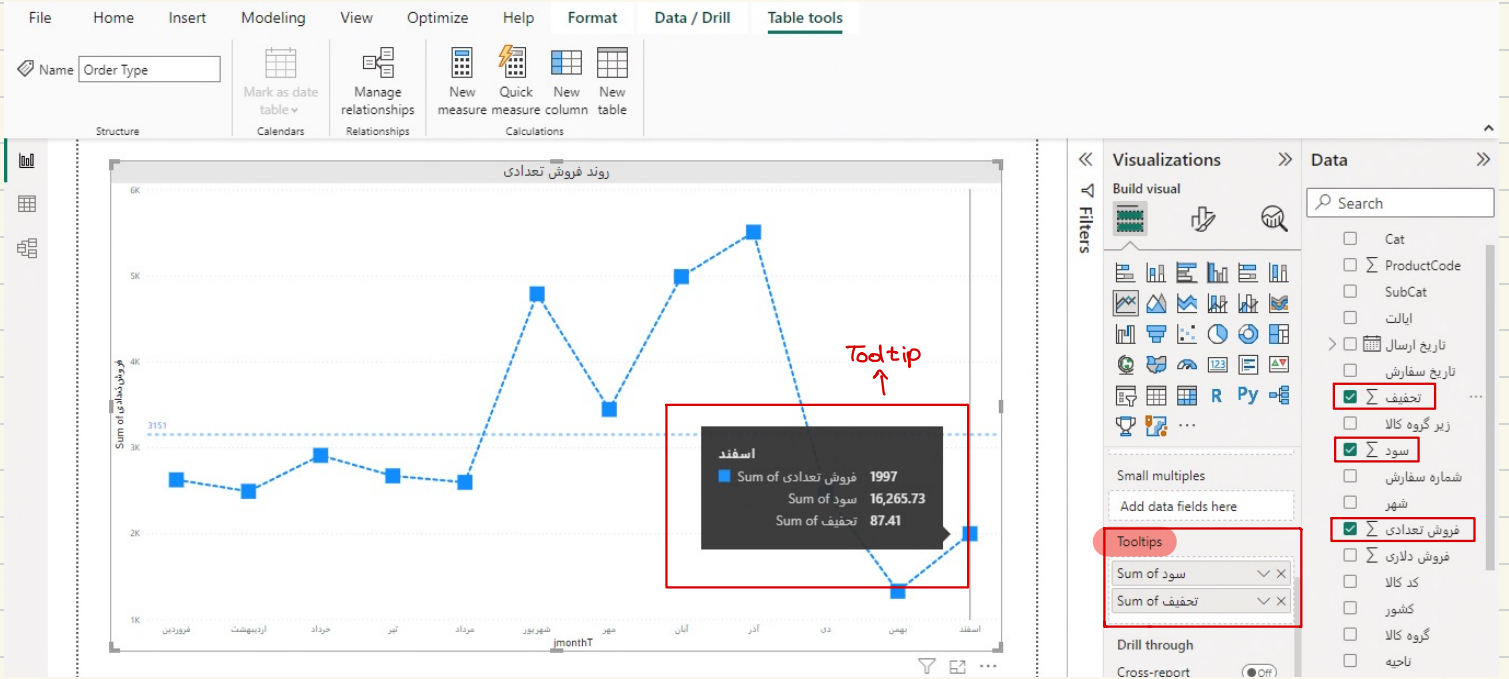 File Home Insert Modeling View Optimize Help Format Data / Drill Table tools
Name Order Type
Mark as date table
Manage relationships
New measure
Quick measure
New column
New table
Structure Calendars Relationships Calculations
روند فروش تعدادی
6K
5K
4K
3K
2K
1K
3151
Sum of فروش تعدادی
فروردین اردیبهشت خرداد تیر مرداد شهریور مهر آبان آذر دی بهمن اسفند
jmonthT
Tooltip
اسفند
Sum of فروش تعدادی 1997
Sum of سود 16,265.73
Sum of تحفیف 87.41
Filters
Visualizations
Build visual
123
R Py
Small multiples
Add data fields here
Tooltips
Sum of سود
Sum of تحفیف
Drill through
Cross-report Off
Data
Search
Cat
ProductCode
SubCat
ایالت
تاریخ ارسال
تاریخ سفارش
تحفیف
زیر گروه کالا
سود
شماره سفارش
شهر
فروش تعدادی
فروش دلاری
کد کالا
کشور
گروه کالا
ناحیه